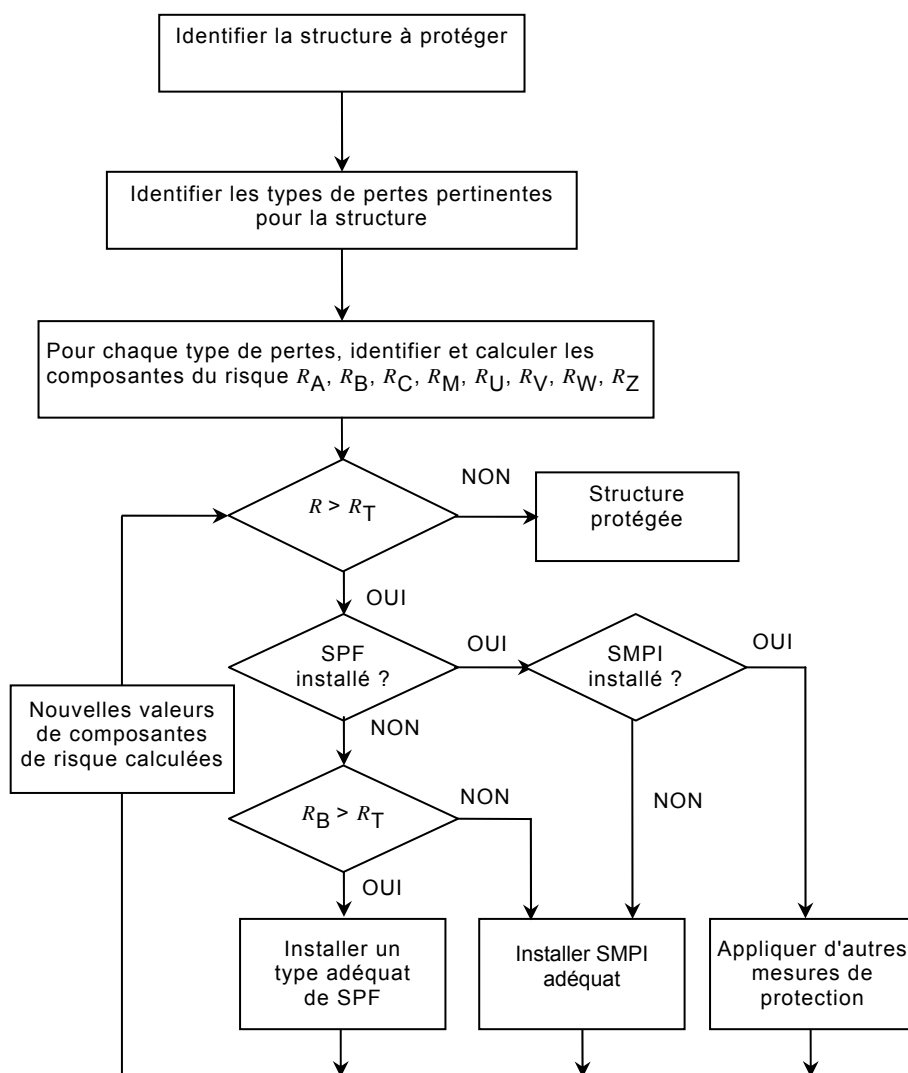 Identifier la structure à protéger
Identifier les types de pertes pertinentes
pour la structure
Pour chaque type de pertes, identifier et calculer les
composantes du risque RA, RB, RC, RM, RU, RV, RW, RZ
R > RT
NON
Structure
protégée
OUI
SPF
installé ?
OUI
SMPI
installé ?
OUI
Nouvelles valeurs
de composantes
de risque calculées
NON
RB > RT
NON
NON
OUI
Installer un
type adéquat
de SPF
Installer SMPI
adéquat
Appliquer d'autres
mesures de
protection